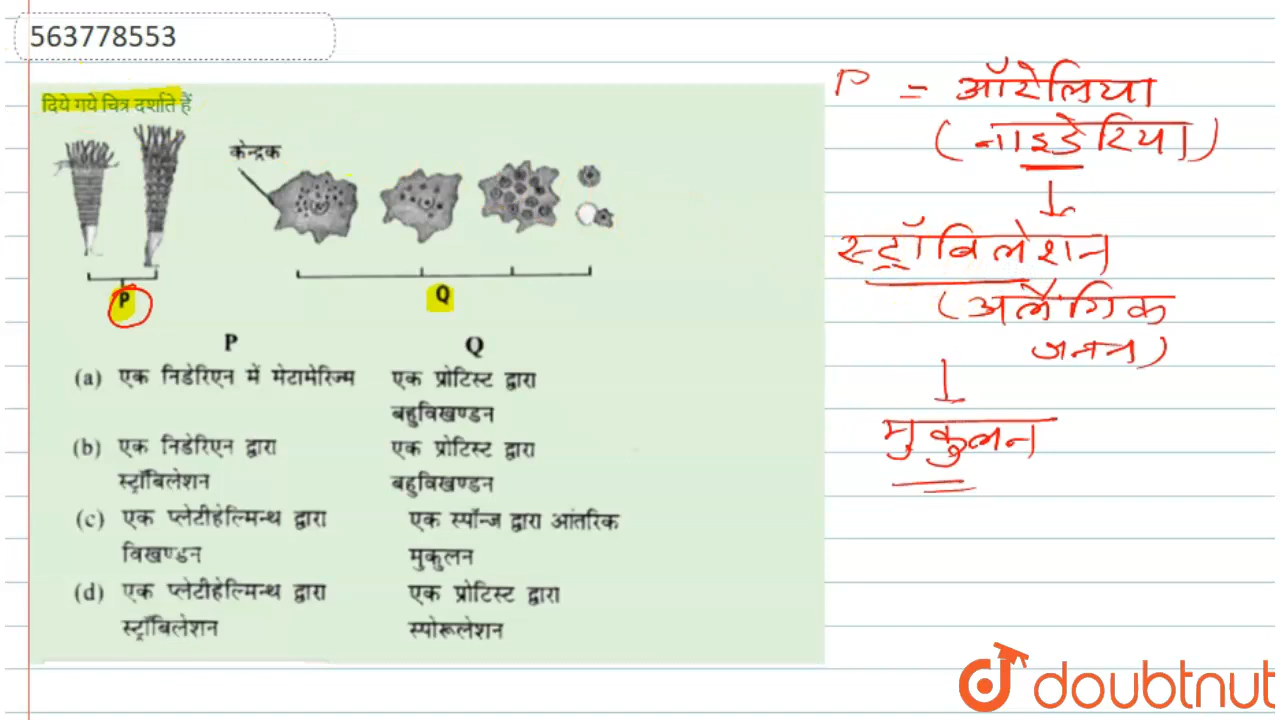 563778553
दिये गये चित्र दर्शाते हैं
केन्द्रक
P
Q
P Q
(a) एक निडेरिएन में मेटामेरिज्म एक प्रोटिस्ट द्वारा
बहुविखण्डन
(b) एक निडेरिएन द्वारा एक प्रोटिस्ट द्वारा
स्ट्रॉबिलेशन बहुविखण्डन
(c) एक प्लेटीहेल्मिन्थ द्वारा एक स्पॉन्ज द्वारा आंतरिक
विखण्डन मुकुलन
(d) एक प्लेटीहेल्मिन्थ द्वारा एक प्रोटिस्ट द्वारा
स्ट्रॉबिलेशन स्पोरूलेशन
P = ऑरेलिया
(नाइडेरिया)
स्ट्रॉबिलेशन
(अलैंगिक
जनन)
मुकुलन
doubtnut